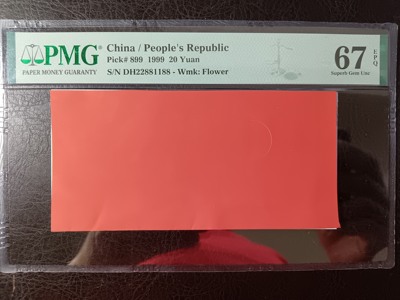 PMG
PAPER MONEY GUARANTY
China / People's Republic
Pick# 899 1999 20 Yuan
S/N DH22881188 - Wmk: Flower
67 EPQ
Superb Gem Unc